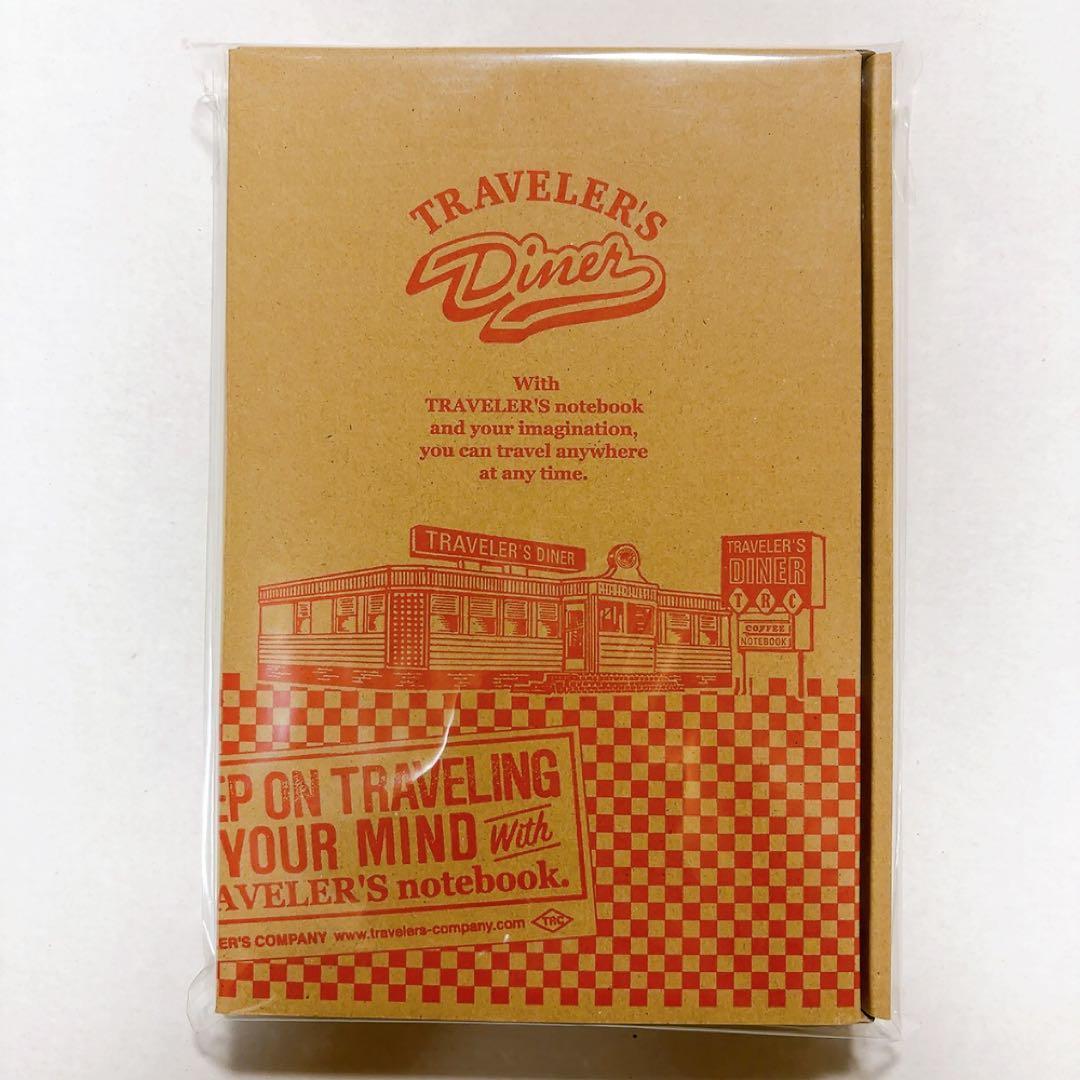 TRAVELER'S
Diner
With
TRAVELER'S notebook
and your imagination,
you can travel anywhere
at any time.
TRAVELER'S DINER
TRAVELER'S
DINER
T R C
COFFEE
NOTEBOOK
EP ON TRAVELING
YOUR MIND With
AVELER'S notebook.
ER'S COMPANY www.travelers-company.com TRC